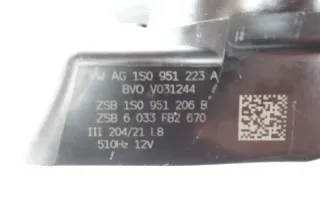 AG 1S0 951 223 A
BVO V031244
ZSB 1S0 951 206 B
ZSB 6 033 FB2 670
III 204/21 I.8
510Hz 12V